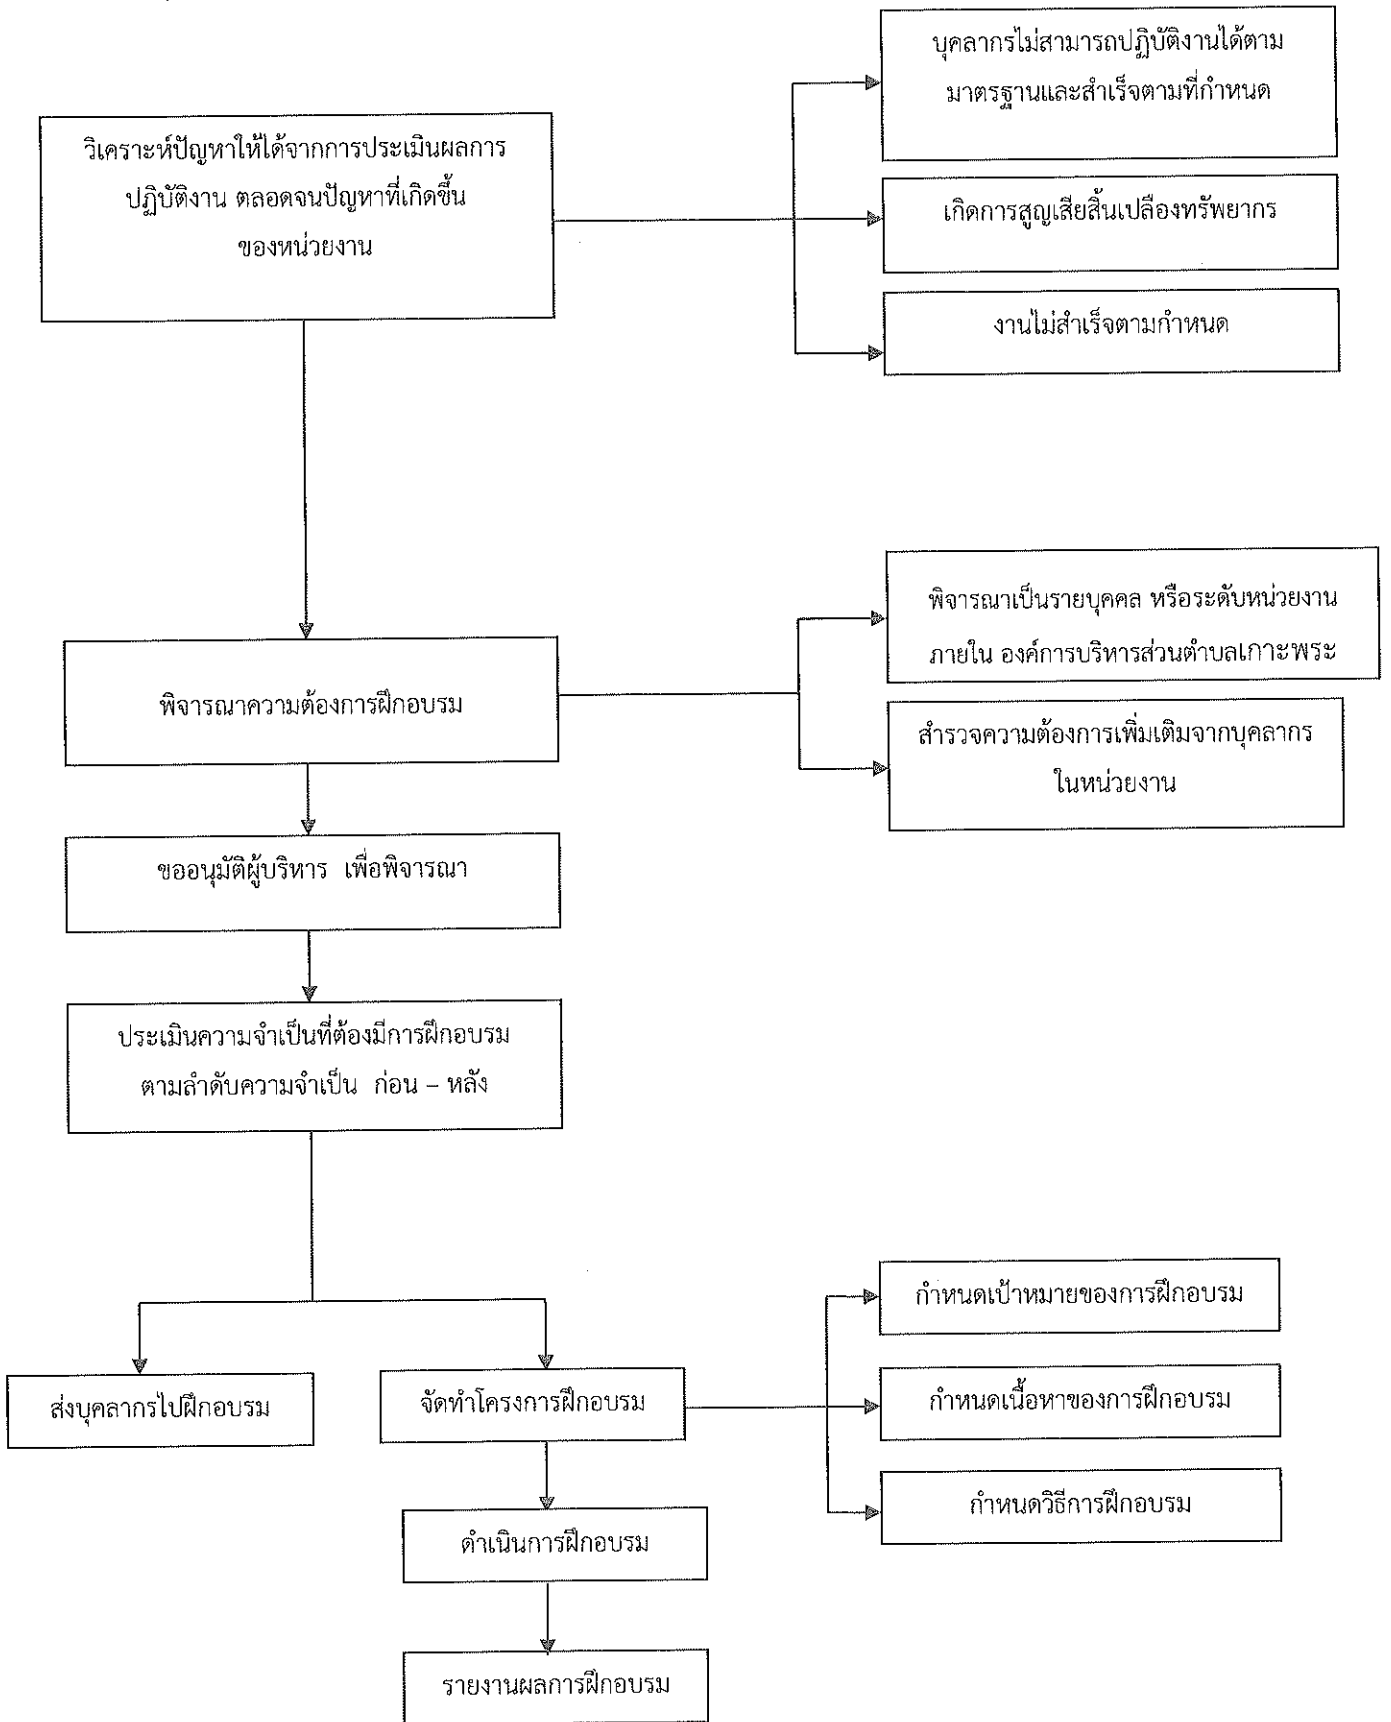 บุคลากรไม่สามารถปฏิบัติงานได้ตาม
มาตรฐานและสำเร็จตามที่กำหนด
วิเคราะห์ปัญหาให้ได้จากการประเมินผลการ
ปฏิบัติงาน ตลอดจนปัญหาที่เกิดขึ้น
ของหน่วยงาน
เกิดการสูญเสียสิ้นเปลืองทรัพยากร
งานไม่สำเร็จตามกำหนด
พิจารณาความต้องการฝึกอบรม
พิจารณาเป็นรายบุคคล หรือระดับหน่วยงาน
ภายใน องค์การบริหารส่วนตำบลเกาะพระ
สำรวจความต้องการเพิ่มเติมจากบุคลากร
ในหน่วยงาน
ขออนุมัติผู้บริหาร เพื่อพิจารณา
ประเมินความจำเป็นที่ต้องมีการฝึกอบรม
ตามลำดับความจำเป็น ก่อน – หลัง
ส่งบุคลากรไปฝึกอบรม
จัดทำโครงการฝึกอบรม
กำหนดเป้าหมายของการฝึกอบรม
กำหนดเนื้อหาของการฝึกอบรม
กำหนดวิธีการฝึกอบรม
ดำเนินการฝึกอบรม
รายงานผลการฝึกอบรม